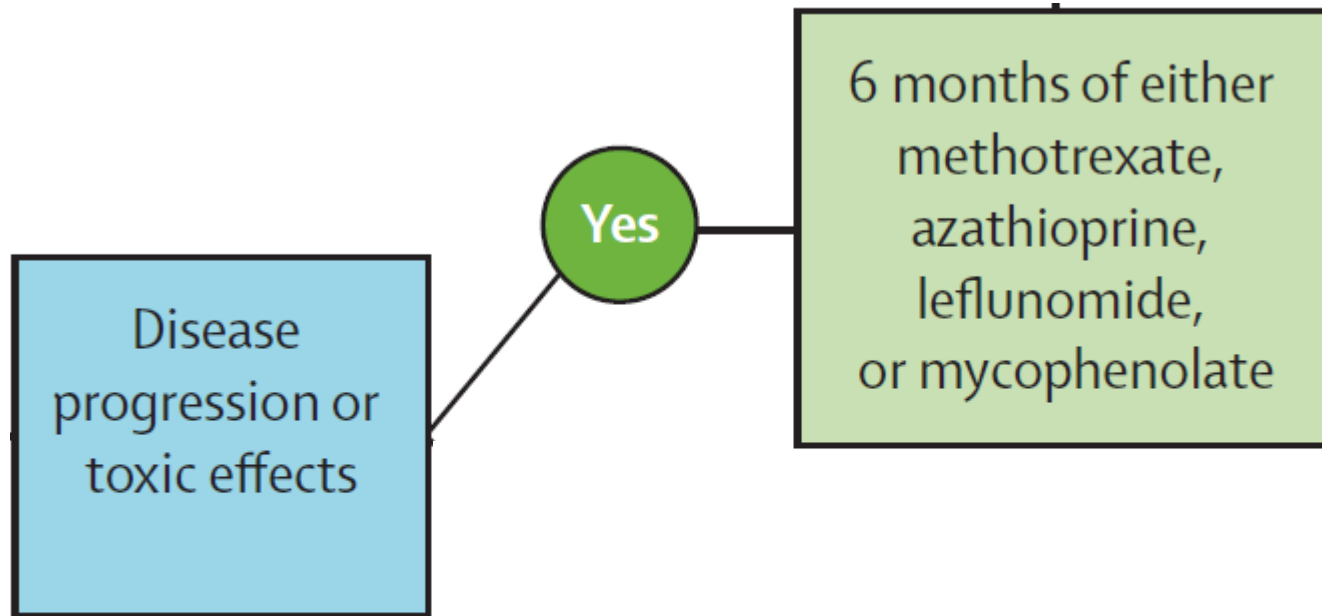 Disease
progression or
toxic effects
Yes
6 months of either
methotrexate,
azathioprine,
leflunomide,
or mycophenolate